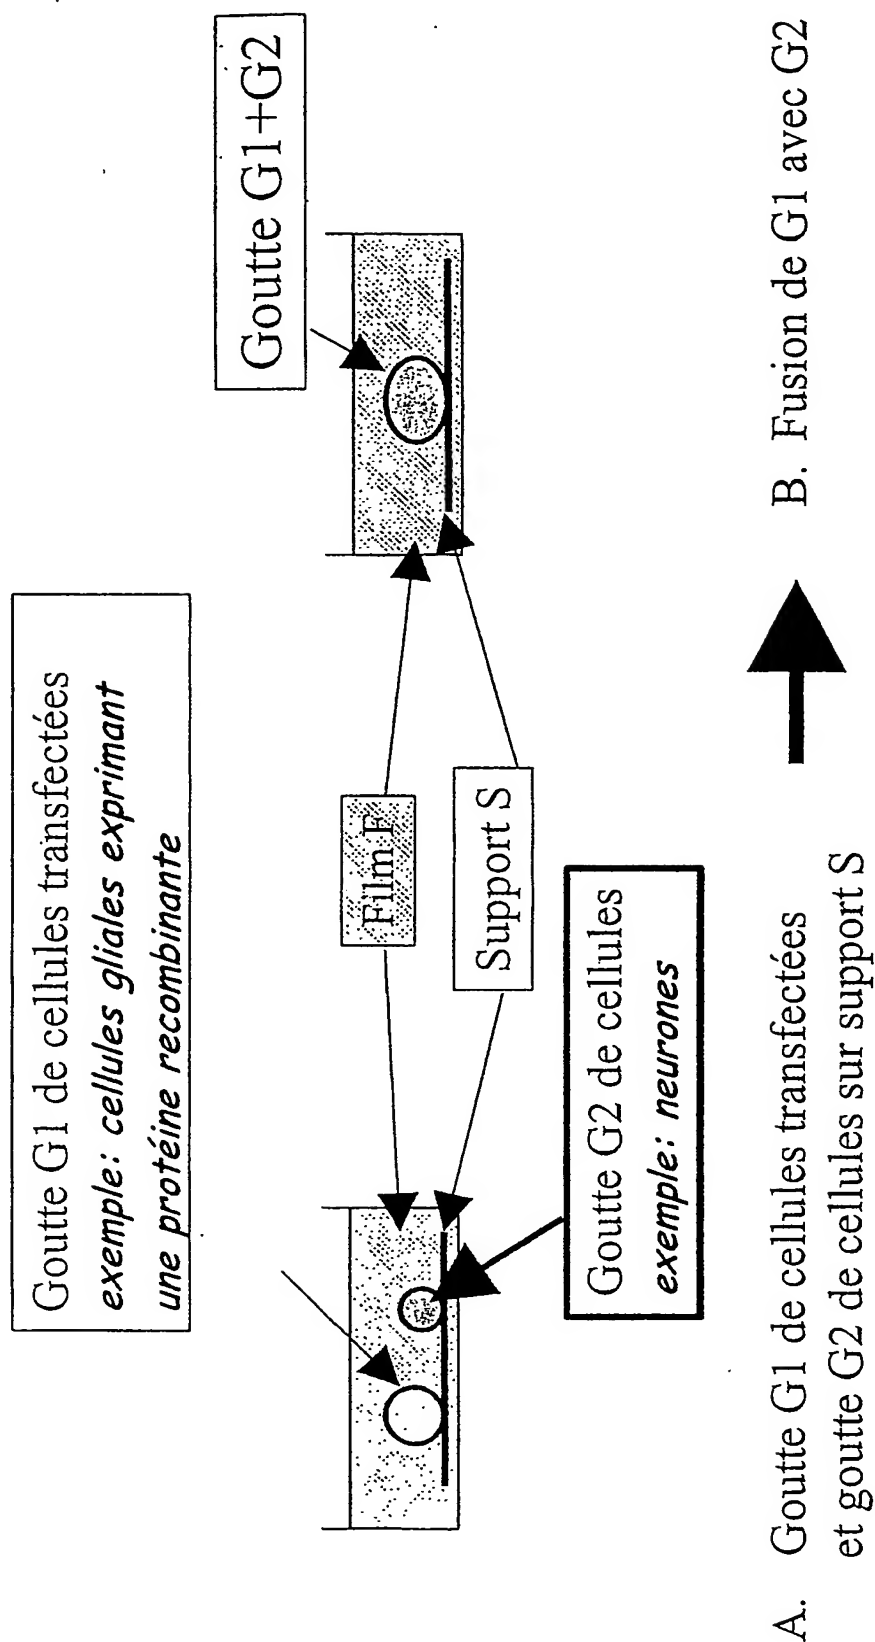 Goutte G1 de cellules transfectées
exemple: cellules gliales exprimant
une protéine recombinante
Goutte G1+G2
Film F
Support S
Goutte G2 de cellules
exemple: neurones
A. Goutte G1 de cellules transfectées
et goutte G2 de cellules sur support S
B. Fusion de G1 avec G2